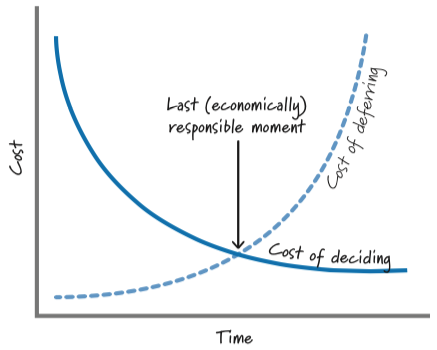 Last (economically)
responsible moment
Cost of deferring
Cost
Cost of deciding
Time